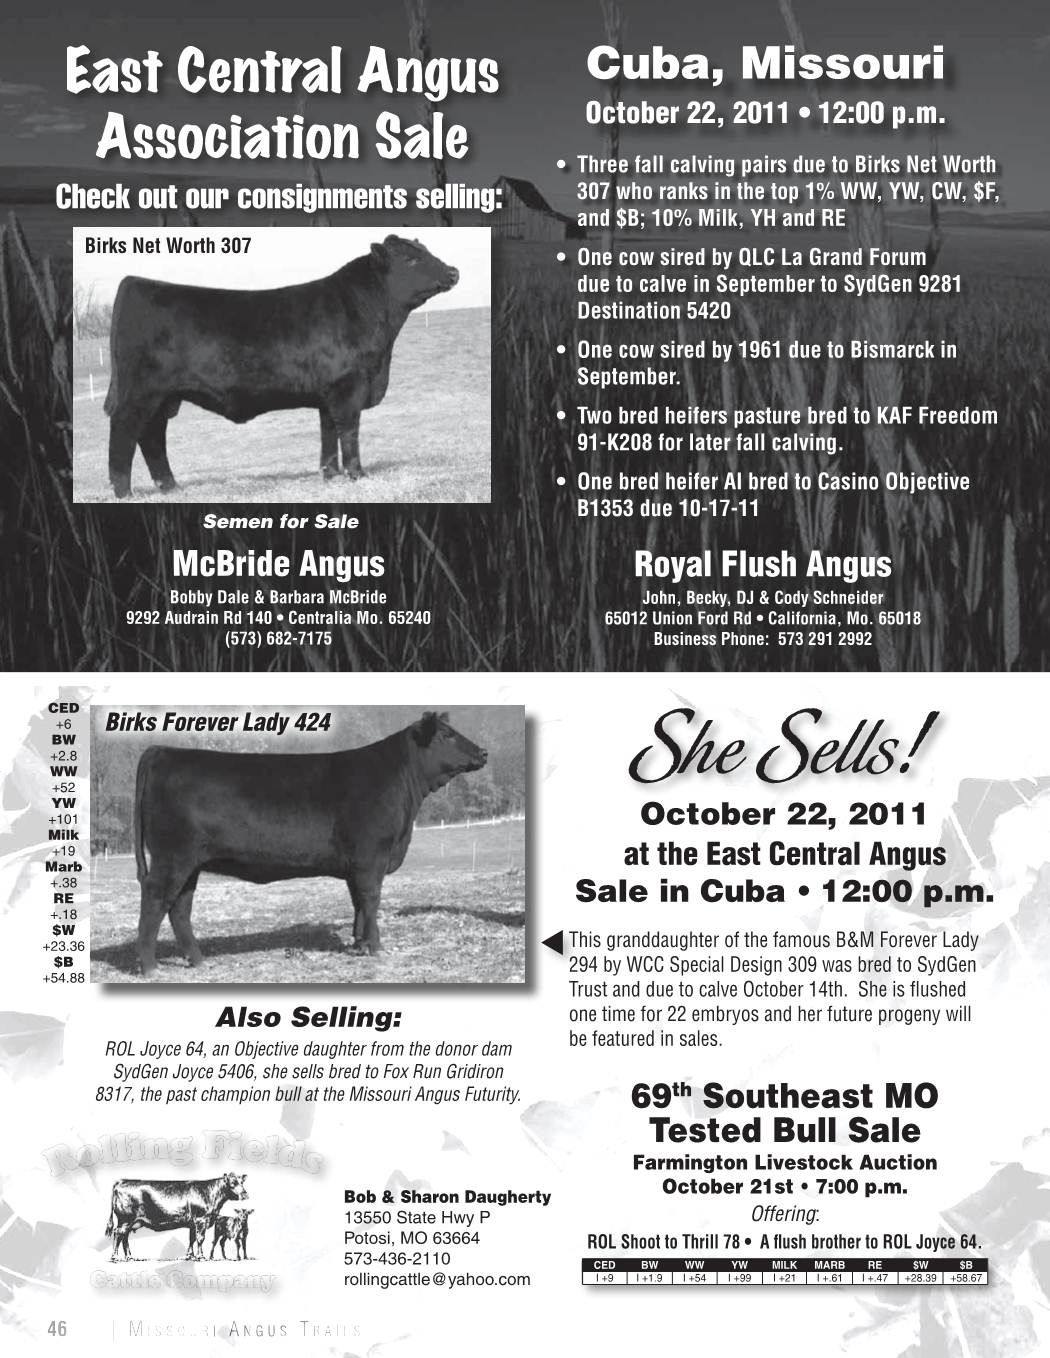 East Central Angus
Association Sale
Check out our consignments selling:
Birks Net Worth 307
Semen for Sale
McBride Angus
Bobby Dale & Barbara McBride
9292 Audrain Rd 140 • Centralia Mo. 65240
(573) 682-7175
Cuba, Missouri
October 22, 2011 • 12:00 p.m.
• Three fall calving pairs due to Birks Net Worth
307 who ranks in the top 1% WW, YW, CW, $F,
and $B; 10% Milk, YH and RE
• One cow sired by QLC La Grand Forum
due to calve in September to SydGen 9281
Destination 5420
• One cow sired by 1961 due to Bismarck in
September.
• Two bred heifers pasture bred to KAF Freedom
91-K208 for later fall calving.
• One bred heifer AI bred to Casino Objective
B1353 due 10-17-11
Royal Flush Angus
John, Becky, DJ & Cody Schneider
65012 Union Ford Rd • California, Mo. 65018
Business Phone: 573 291 2992
CED
+6
BW
+2.8
WW
+52
YW
+101
Milk
+19
Marb
+.38
RE
+.18
$W
+23.36
$B
+54.88
Birks Forever Lady 424
Also Selling:
ROL Joyce 64, an Objective daughter from the donor dam
SydGen Joyce 5406, she sells bred to Fox Run Gridiron
8317, the past champion bull at the Missouri Angus Futurity.
Rolling Fields
Cattle Company
Bob & Sharon Daugherty
13550 State Hwy P
Potosi, MO 63664
573-436-2110
rollingcattle@yahoo.com
She Sells!
October 22, 2011
at the East Central Angus
Sale in Cuba • 12:00 p.m.
This granddaughter of the famous B&M Forever Lady
294 by WCC Special Design 309 was bred to SydGen
Trust and due to calve October 14th. She is flushed
one time for 22 embryos and her future progeny will
be featured in sales.
69th Southeast MO
Tested Bull Sale
Farmington Livestock Auction
October 21st • 7:00 p.m.
Offering:
ROL Shoot to Thrill 78 • A flush brother to ROL Joyce 64.
CED BW WW YW MILK MARB RE $W $B
I +9 I +1.9 I +54 I +99 I +21 I +.61 I +.47 +28.39 +58.67
46 | Missouri Angus Trails